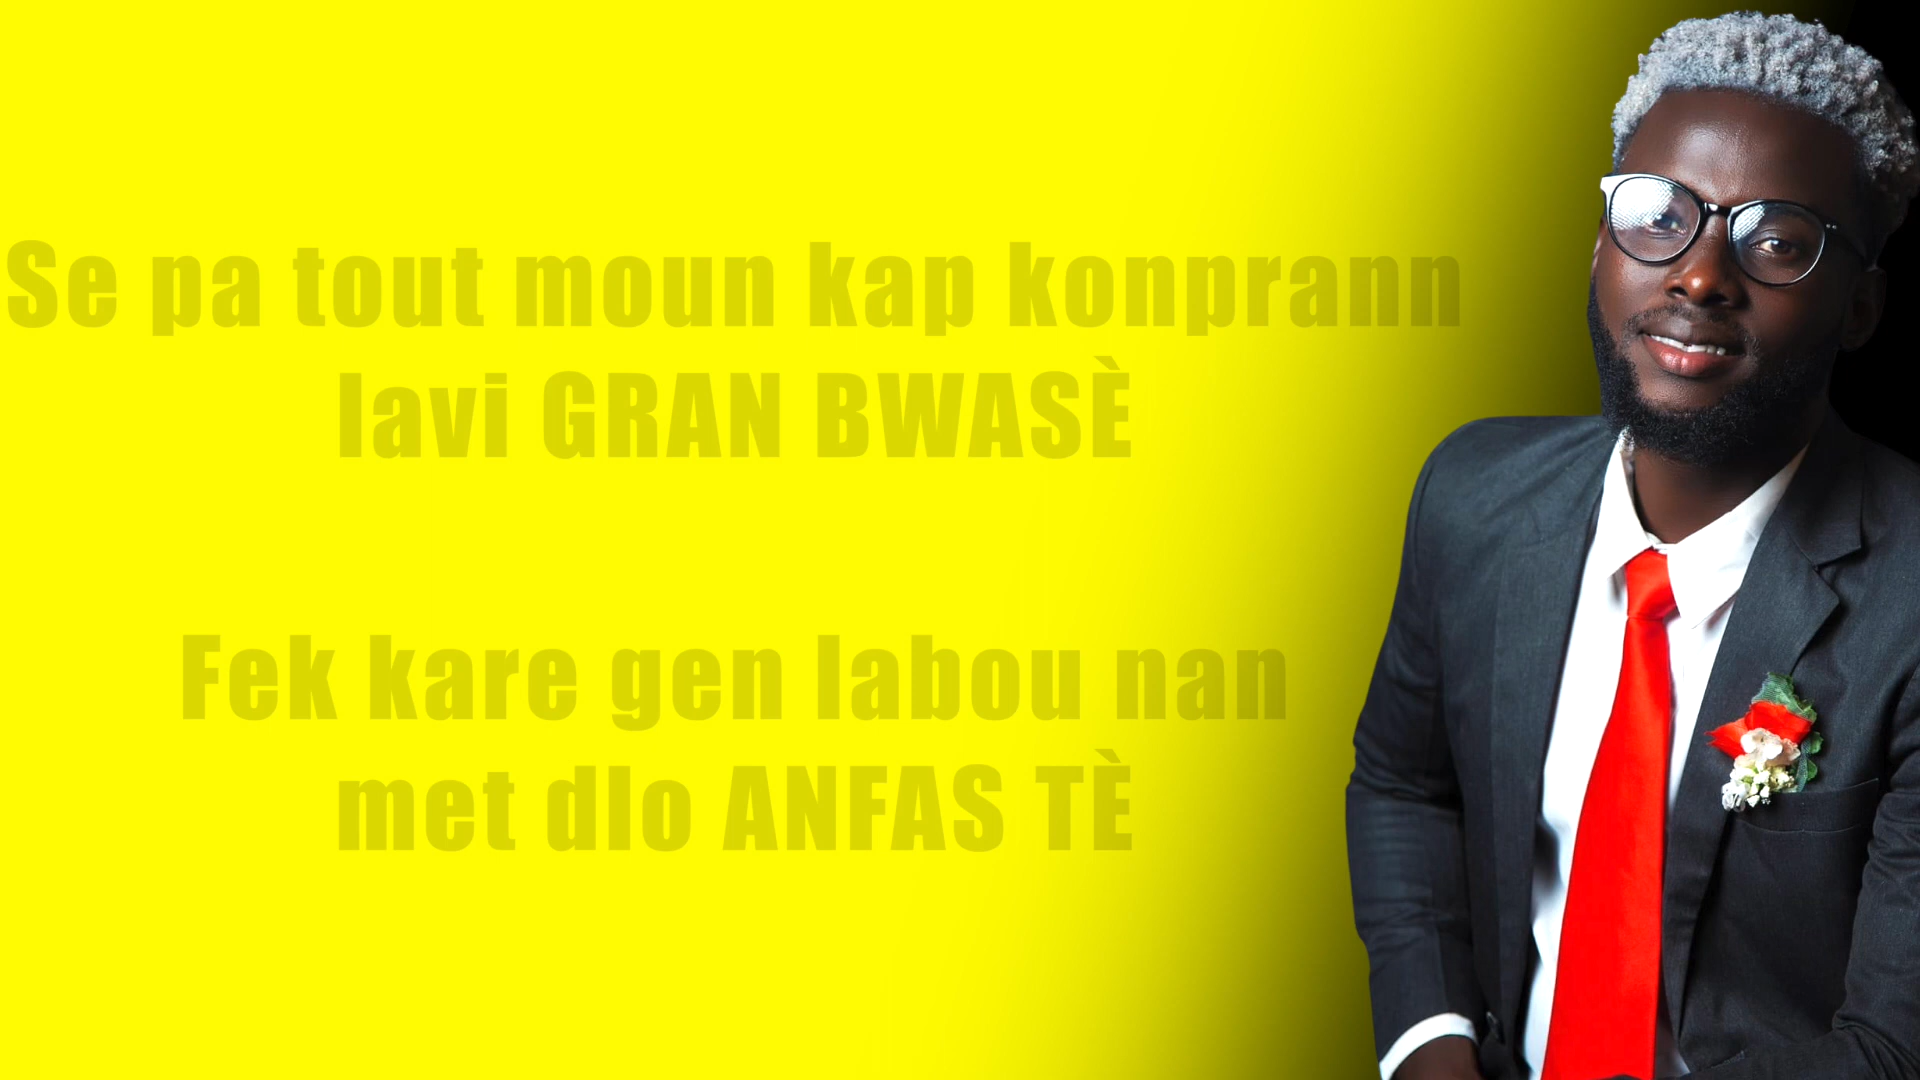 Se pa tout moun kap konprann
lavi GRAN BWASÈ
Fek kare gen labou nan
met dlo ANFAS TÈ